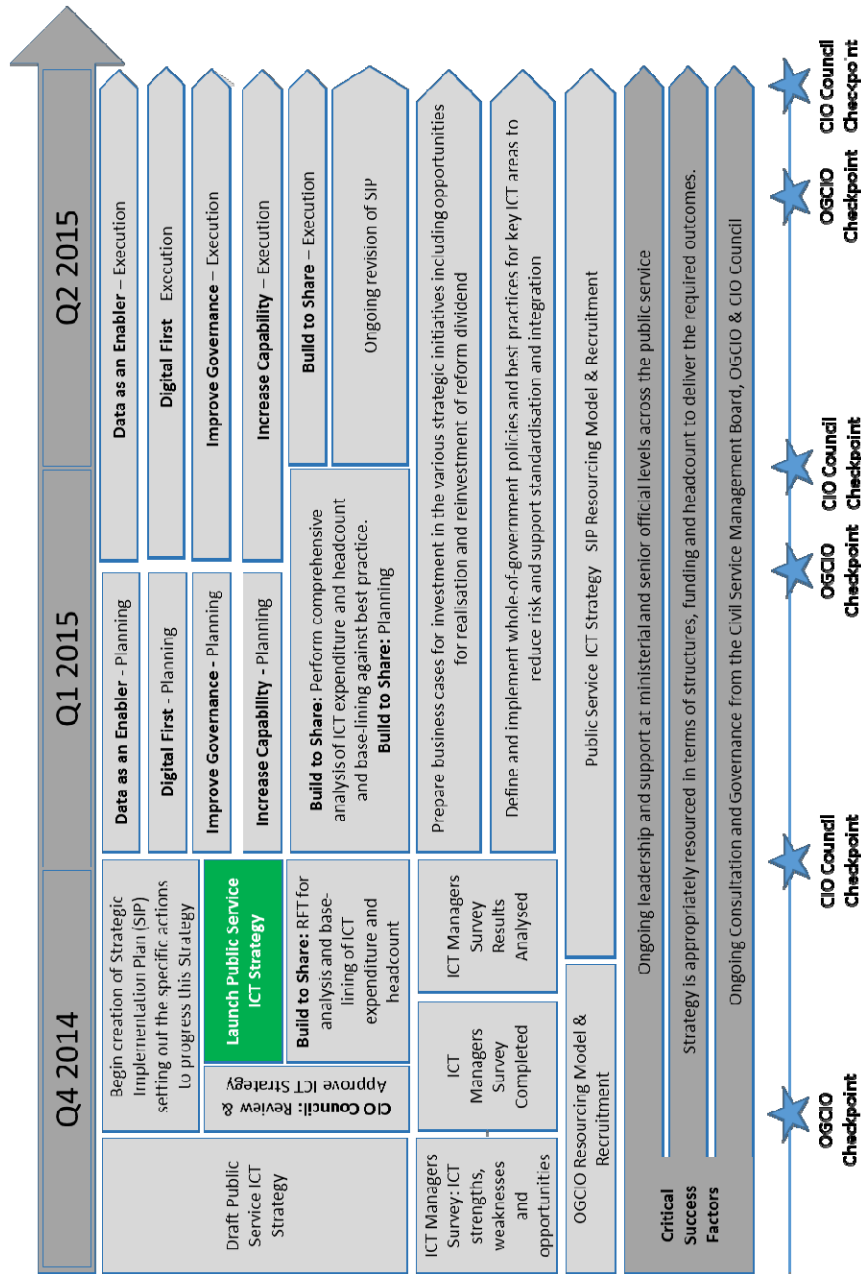 Q4 2014
Q1 2015
Q2 2015
Draft Public
Service ICT
Strategy
Begin creation of Strategic
Implementation Plan (SIP)
setting out the specific actions
to progress this Strategy
CIO Council: Review &
Approve ICT Strategy
Launch Public Service
ICT Strategy
Build to Share: RFT for
analysis and base-
lining of ICT
expenditure and
headcount
Data as an Enabler - Planning
Data as an Enabler – Execution
Digital First - Planning
Digital First Execution
Improve Governance - Planning
Improve Governance – Execution
Increase Capability - Planning
Increase Capability – Execution
Build to Share: Perform comprehensive
analysis of ICT expenditure and headcount
and base-lining against best practice.
Build to Share: Planning
Build to Share – Execution
Ongoing revision of SIP
ICT Managers
Survey: ICT
strengths,
weaknesses
and
opportunities
ICT
Managers
Survey
Completed
ICT Managers
Survey
Results
Analysed
Prepare business cases for investment in the various strategic initiatives including opportunities
for realisation and reinvestment of reform dividend
Define and implement whole-of-government policies and best practices for key ICT areas to
reduce risk and support standardisation and integration
OGCIO Resourcing Model &
Recruitment
Public Service ICT Strategy SIP Resourcing Model & Recruitment
Critical
Success
Factors
Ongoing leadership and support at ministerial and senior official levels across the public service
Strategy is appropriately resourced in terms of structures, funding and headcount to deliver the required outcomes.
Ongoing Consultation and Governance from the Civil Service Management Board, OGCIO & CIO Council
OGCIO
Checkpoint
CIO Council
Checkpoint
OGCIO
Checkpoint
CIO Council
Checkpoint
OGCIO
Checkpoint
CIO Council
Checkpoint